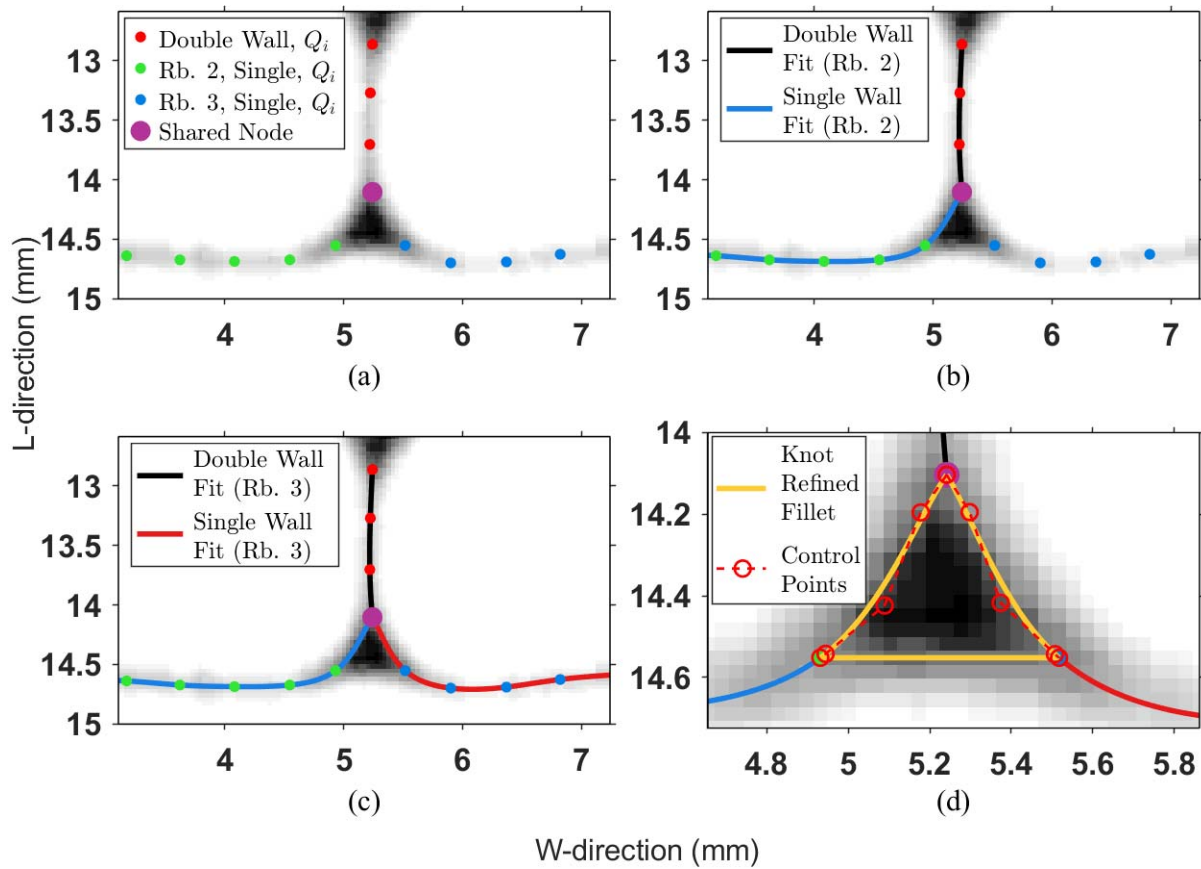 Double Wall, Q_i
Rb. 2, Single, Q_i
Rb. 3, Single, Q_i
Shared Node
13
13.5
14
14.5
15
4
5
6
7
(a)
Double Wall
Fit (Rb. 2)
Single Wall
Fit (Rb. 2)
13
13.5
14
14.5
15
4
5
6
7
(b)
L-direction (mm)
Double Wall
Fit (Rb. 3)
Single Wall
Fit (Rb. 3)
13
13.5
14
14.5
15
4
5
6
7
(c)
Knot
Refined
Fillet
Control
Points
14
14.2
14.4
14.6
4.8
5
5.2
5.4
5.6
5.8
(d)
W-direction (mm)